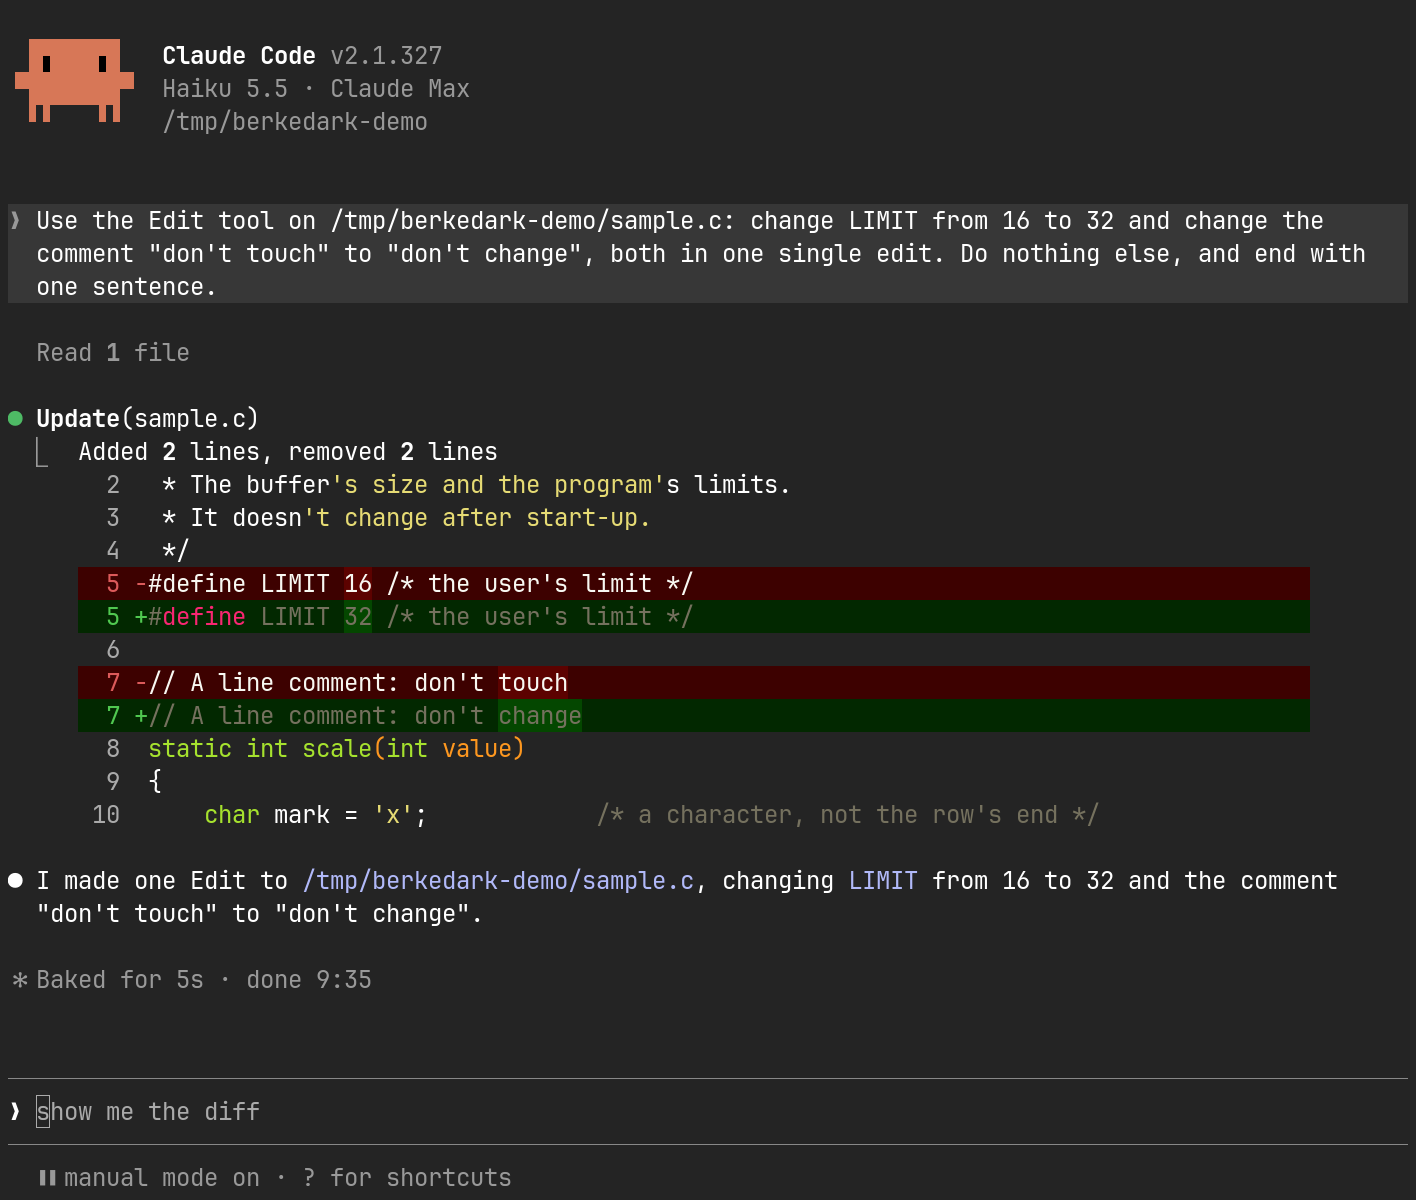 Claude Code v2.1.327
Haiku 5.5 · Claude Max
/tmp/berkedark-demo
❯ Use the Edit tool on /tmp/berkedark-demo/sample.c: change LIMIT from 16 to 32 and change the
comment "don't touch" to "don't change", both in one single edit. Do nothing else, and end with
one sentence.
Read 1 file
● Update(sample.c)
⎿ Added 2 lines, removed 2 lines
2 * The buffer's size and the program's limits.
3 * It doesn't change after start-up.
4 */
5 -#define LIMIT 16 /* the user's limit */
5 +#define LIMIT 32 /* the user's limit */
6
7 -// A line comment: don't touch
7 +// A line comment: don't change
8 static int scale(int value)
9 {
10 char mark = 'x'; /* a character, not the row's end */
● I made one Edit to /tmp/berkedark-demo/sample.c, changing LIMIT from 16 to 32 and the comment
"don't touch" to "don't change".
✻ Baked for 5s · done 9:35
❯ show me the diff
⏸ manual mode on · ? for shortcuts